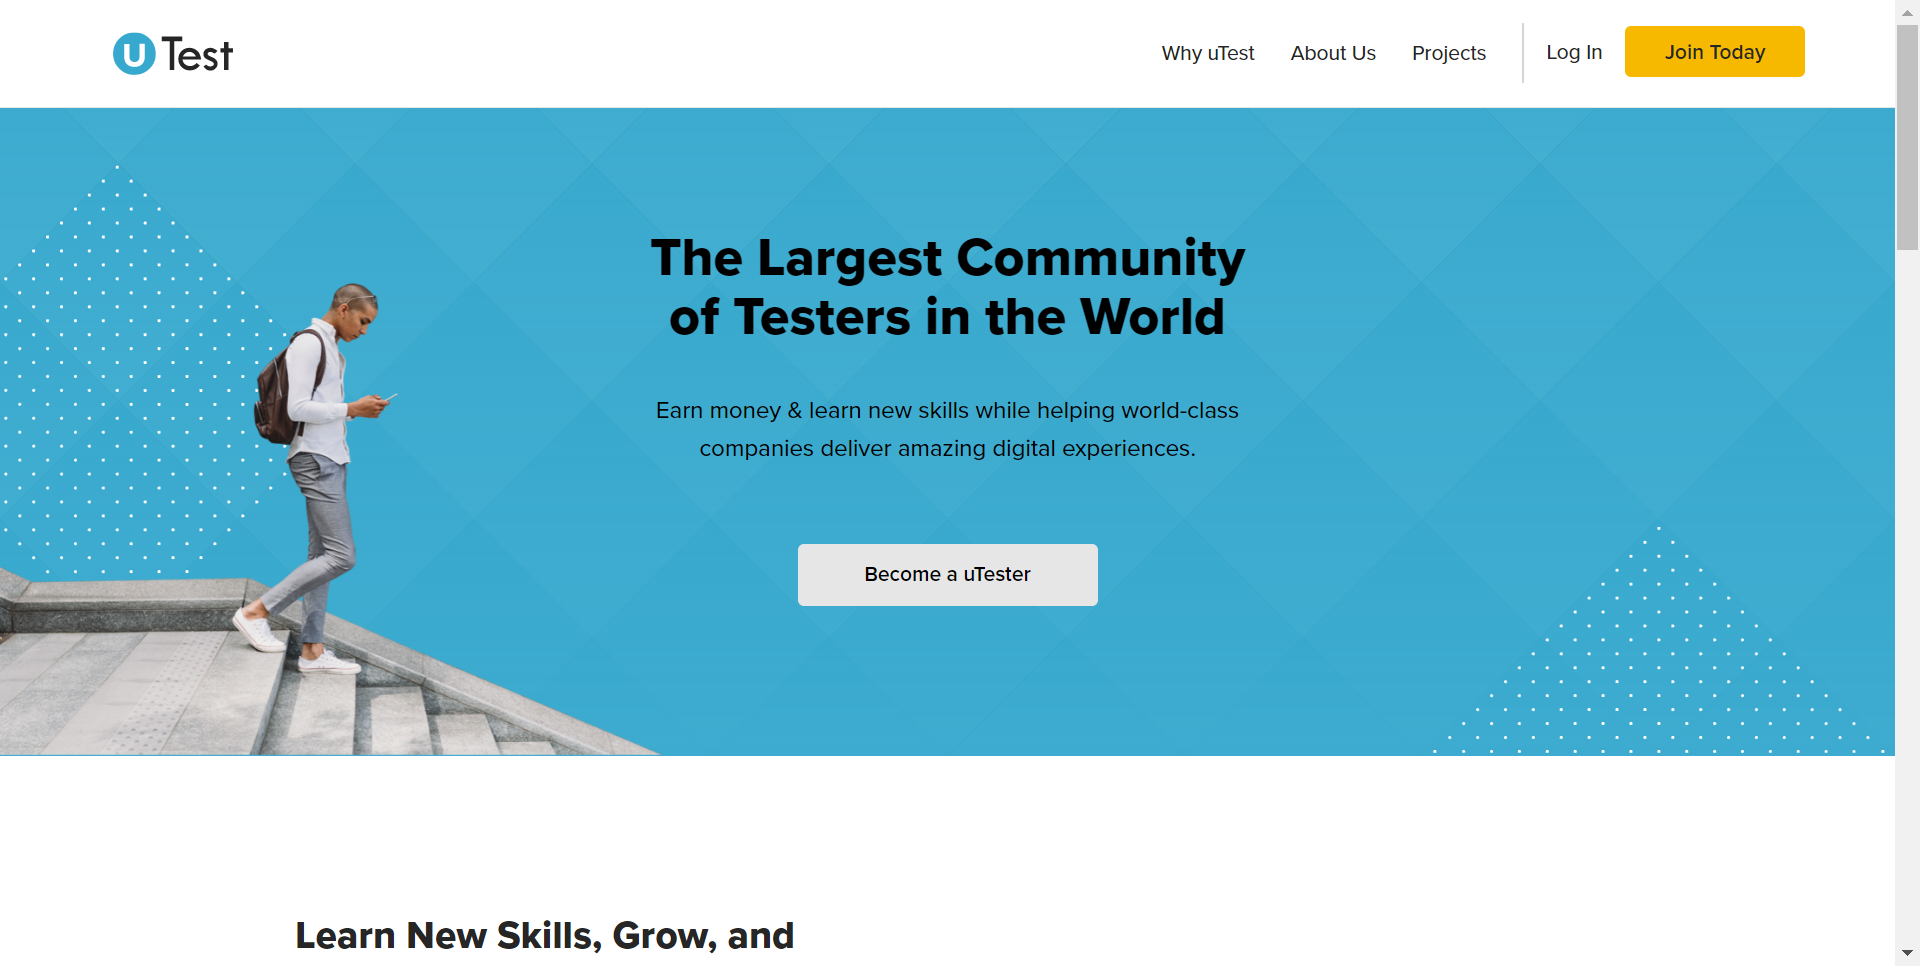 u Test
Why uTest
About Us
Projects
Log In
Join Today
The Largest Community
of Testers in the World
Earn money & learn new skills while helping world-class
companies deliver amazing digital experiences.
Become a uTester
Learn New Skills, Grow, and